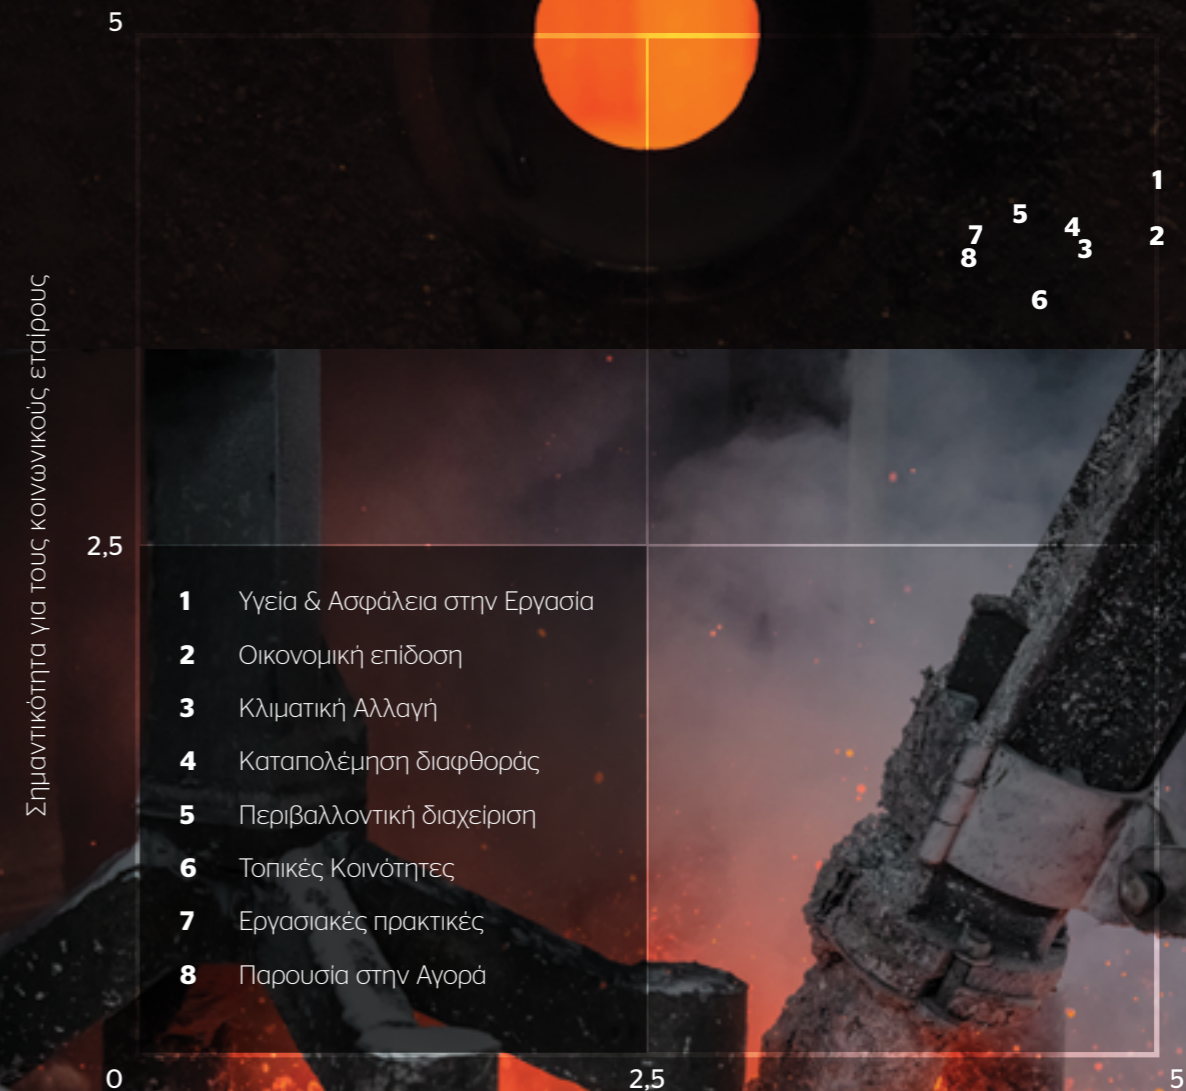 5
1
5
4
7
2
3
8
6
Σημαντικότητα για τους κοινωνικούς εταίρους
2,5
1 Υγεία & Ασφάλεια στην Εργασία
2 Οικονομική επίδοση
3 Κλιματική Αλλαγή
4 Καταπολέμηση διαφθοράς
5 Περιβαλλοντική διαχείριση
6 Τοπικές Κοινότητες
7 Εργασιακές πρακτικές
8 Παρουσία στην Αγορά
0 2,5 5